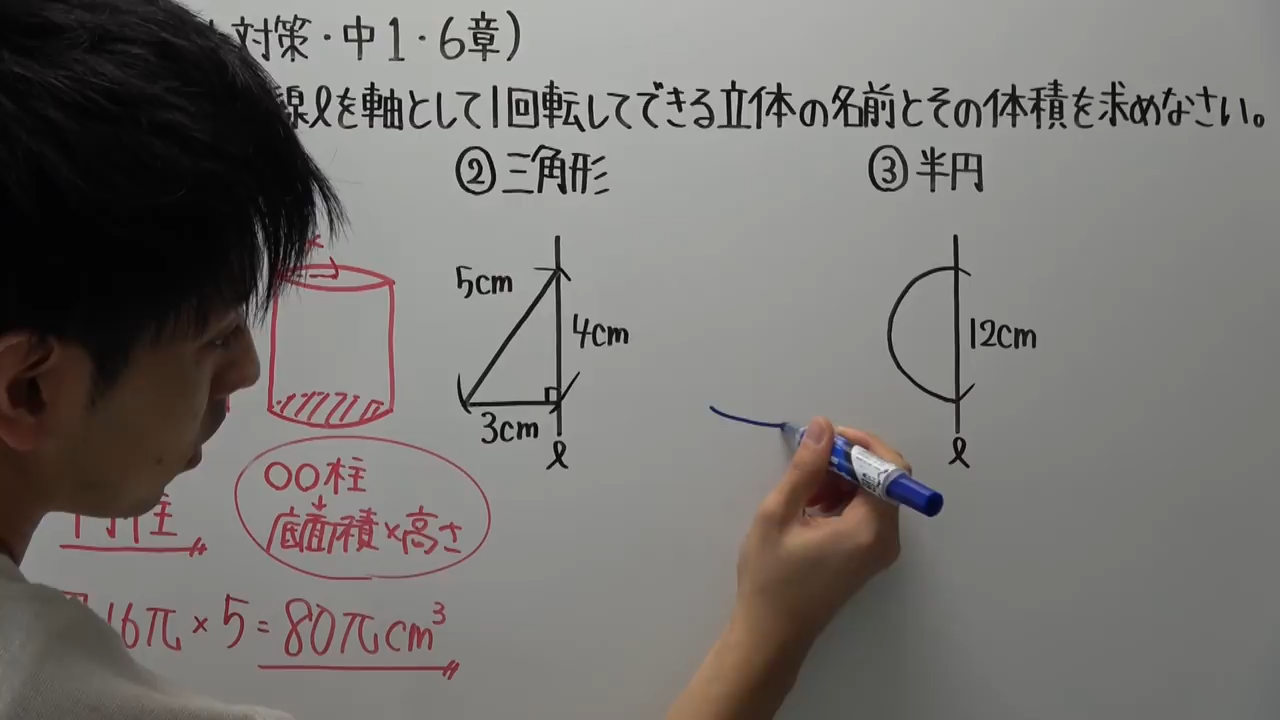 対策・中1・6章)
線ℓを軸として1回転してできる立体の名前とその体積を求めなさい。
②三角形
③半円
5cm
4cm
3cm
ℓ
12cm
ℓ
〇〇柱
底面積×高さ
円柱
16π×5=80πcm³